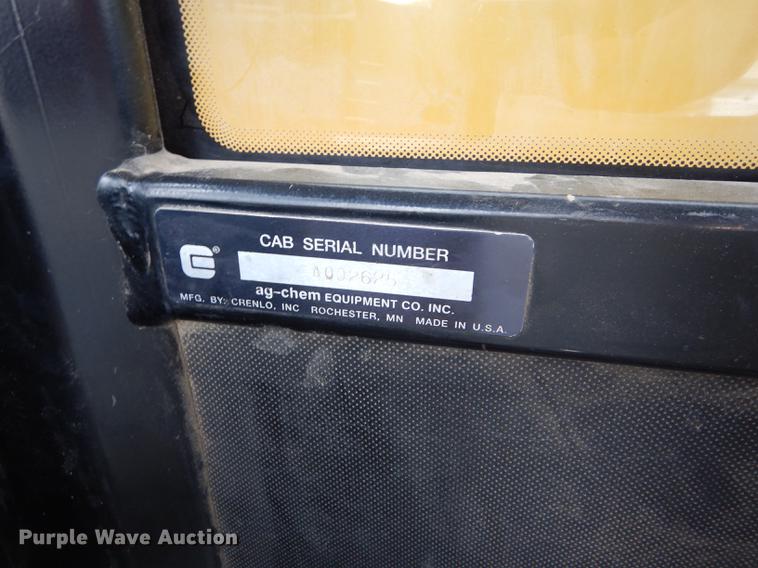 CAB SERIAL NUMBER
ag-chem EQUIPMENT CO. INC.
MFG. BY: CRENLO, INC ROCHESTER, MN MADE IN U.S.A.
Purple Wave Auction